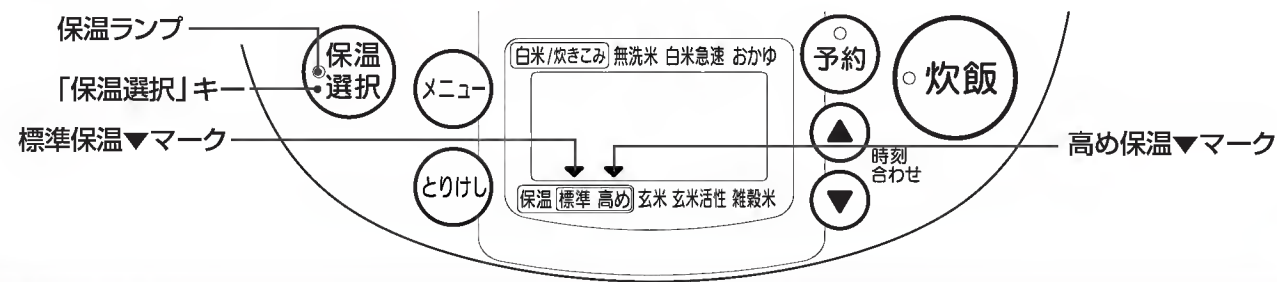 保温ランプ
「保温選択」キー
標準保温▼マーク
保温
選択
メニュー
とりけし
白米/炊きこみ 無洗米 白米急速 おかゆ
保温 標準 高め 玄米 玄米活性 雑穀米
予約
炊飯
▲
時刻
合わせ
▼
高め保温▼マーク